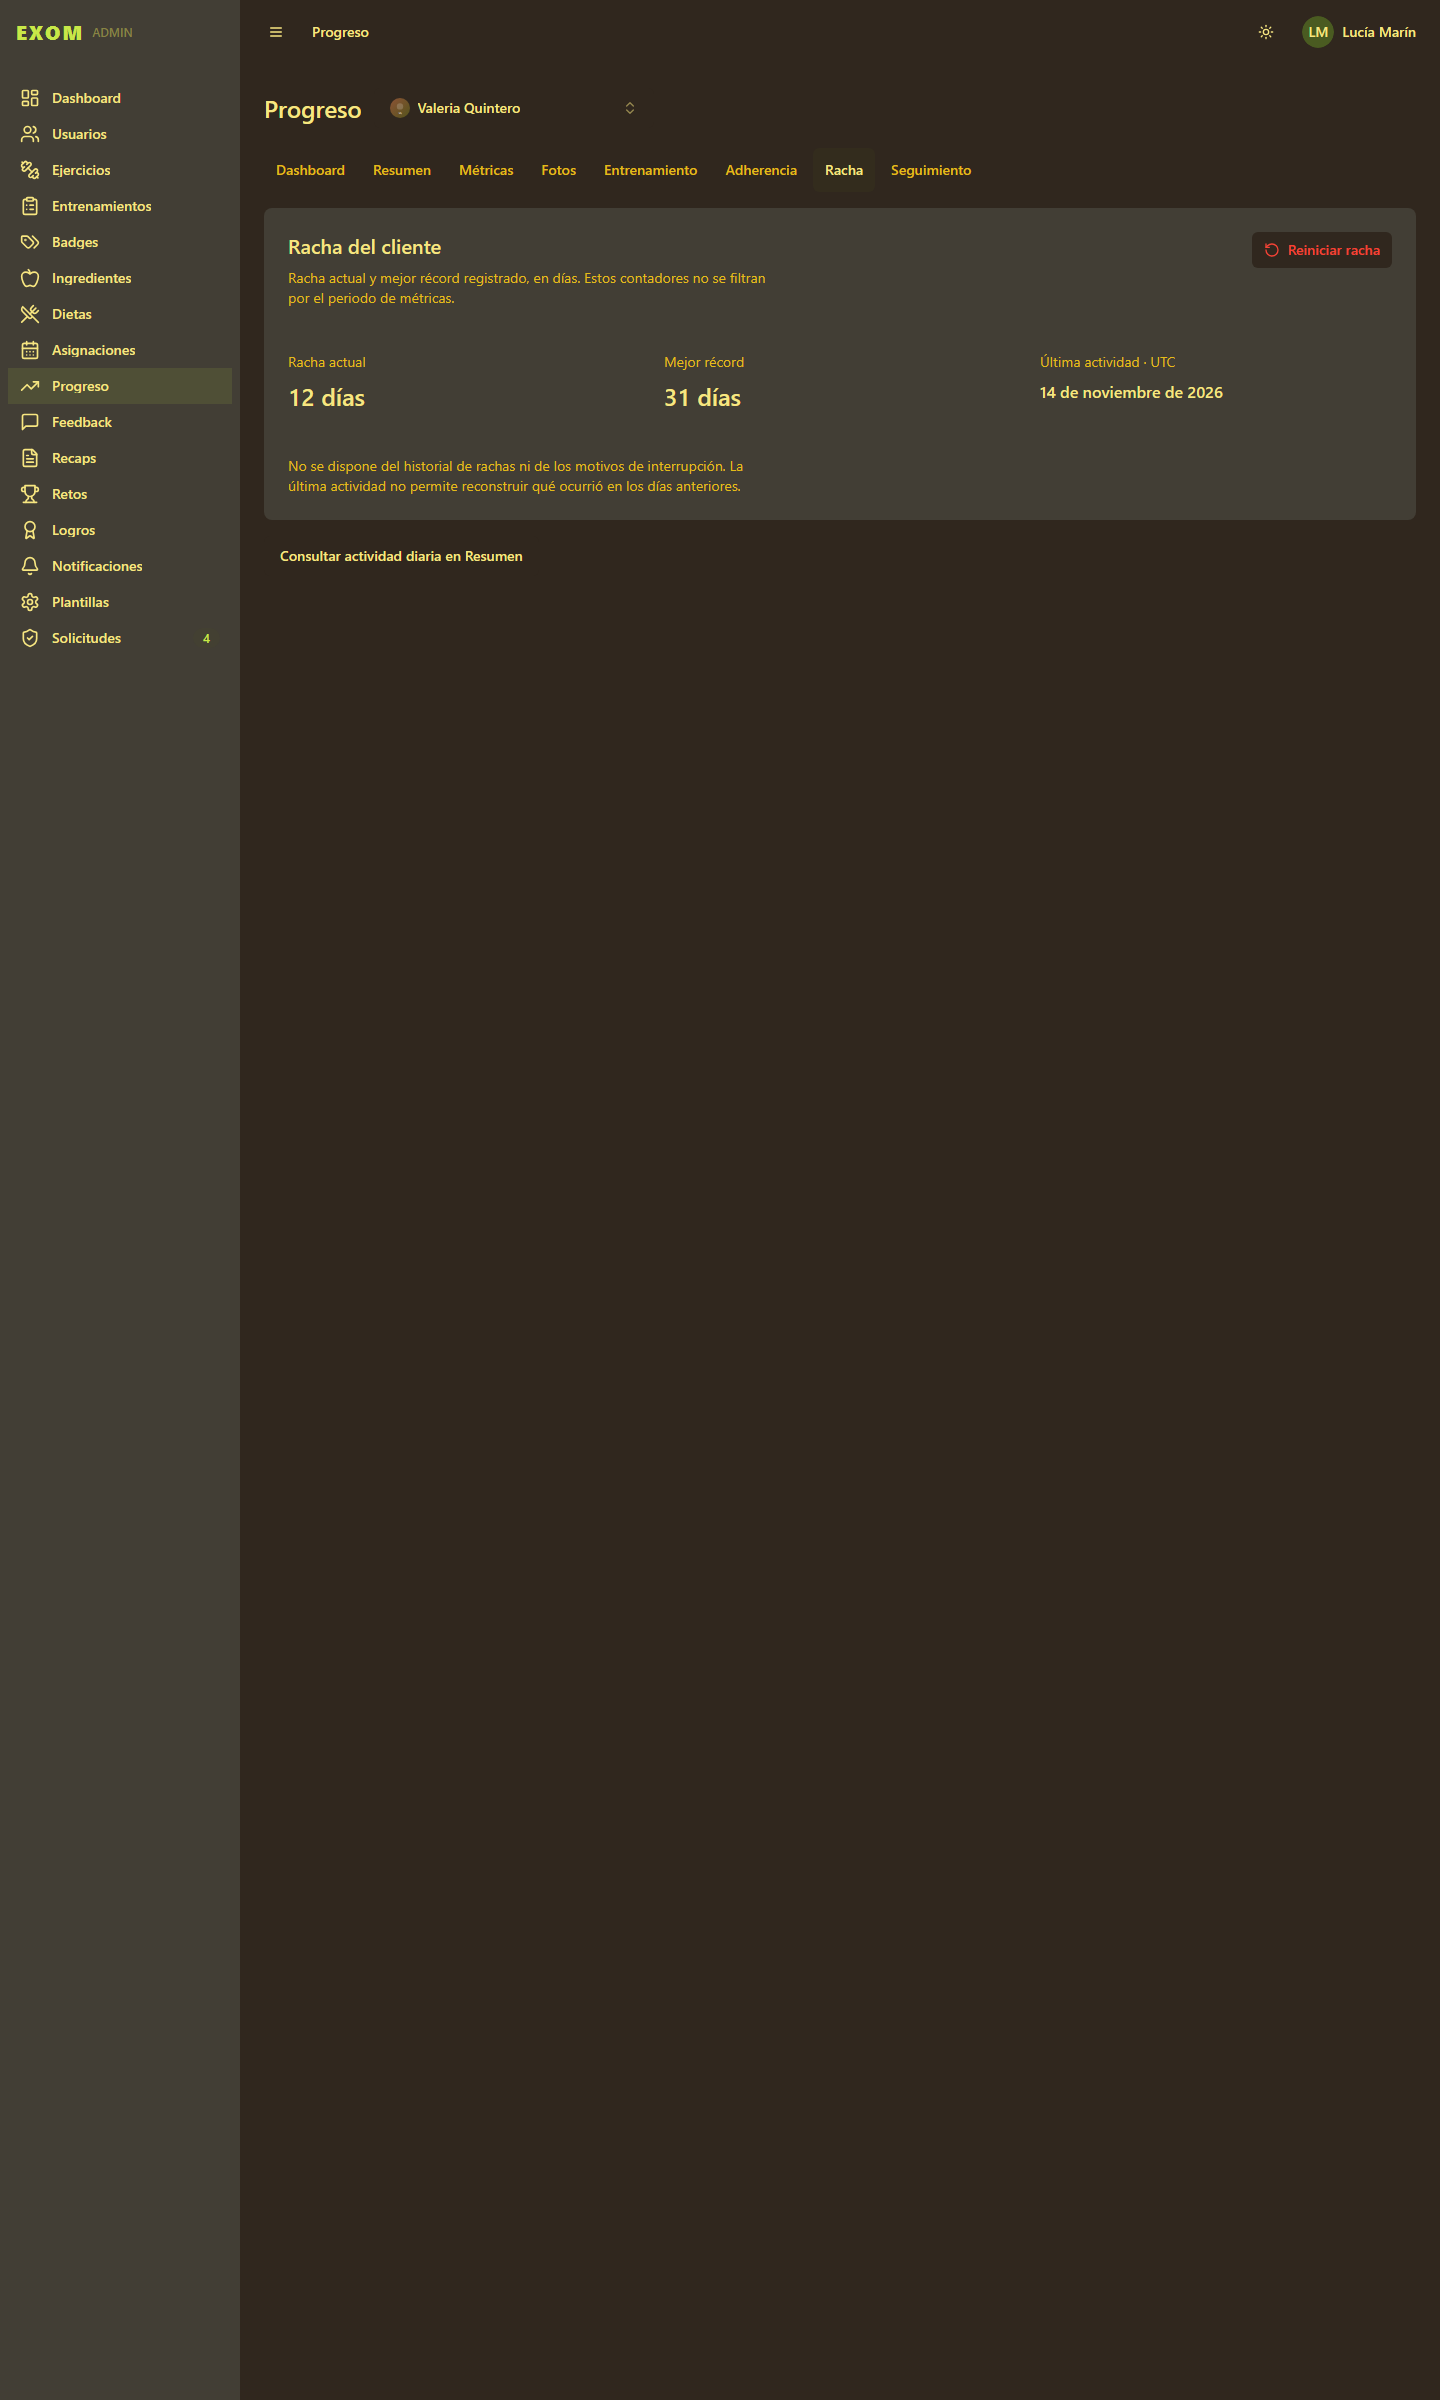 EXOM ADMIN
Dashboard
Usuarios
Ejercicios
Entrenamientos
Badges
Ingredientes
Dietas
Asignaciones
Progreso
Feedback
Recaps
Retos
Logros
Notificaciones
Plantillas
Solicitudes 4
Progreso
LM Lucía Marín
Progreso Valeria Quintero
Dashboard Resumen Métricas Fotos Entrenamiento Adherencia Racha Seguimiento
Racha del cliente
Reiniciar racha
Racha actual y mejor récord registrado, en días. Estos contadores no se filtran
por el periodo de métricas.
Racha actual
12 días
Mejor récord
31 días
Última actividad · UTC
14 de noviembre de 2026
No se dispone del historial de rachas ni de los motivos de interrupción. La
última actividad no permite reconstruir qué ocurrió en los días anteriores.
Consultar actividad diaria en Resumen